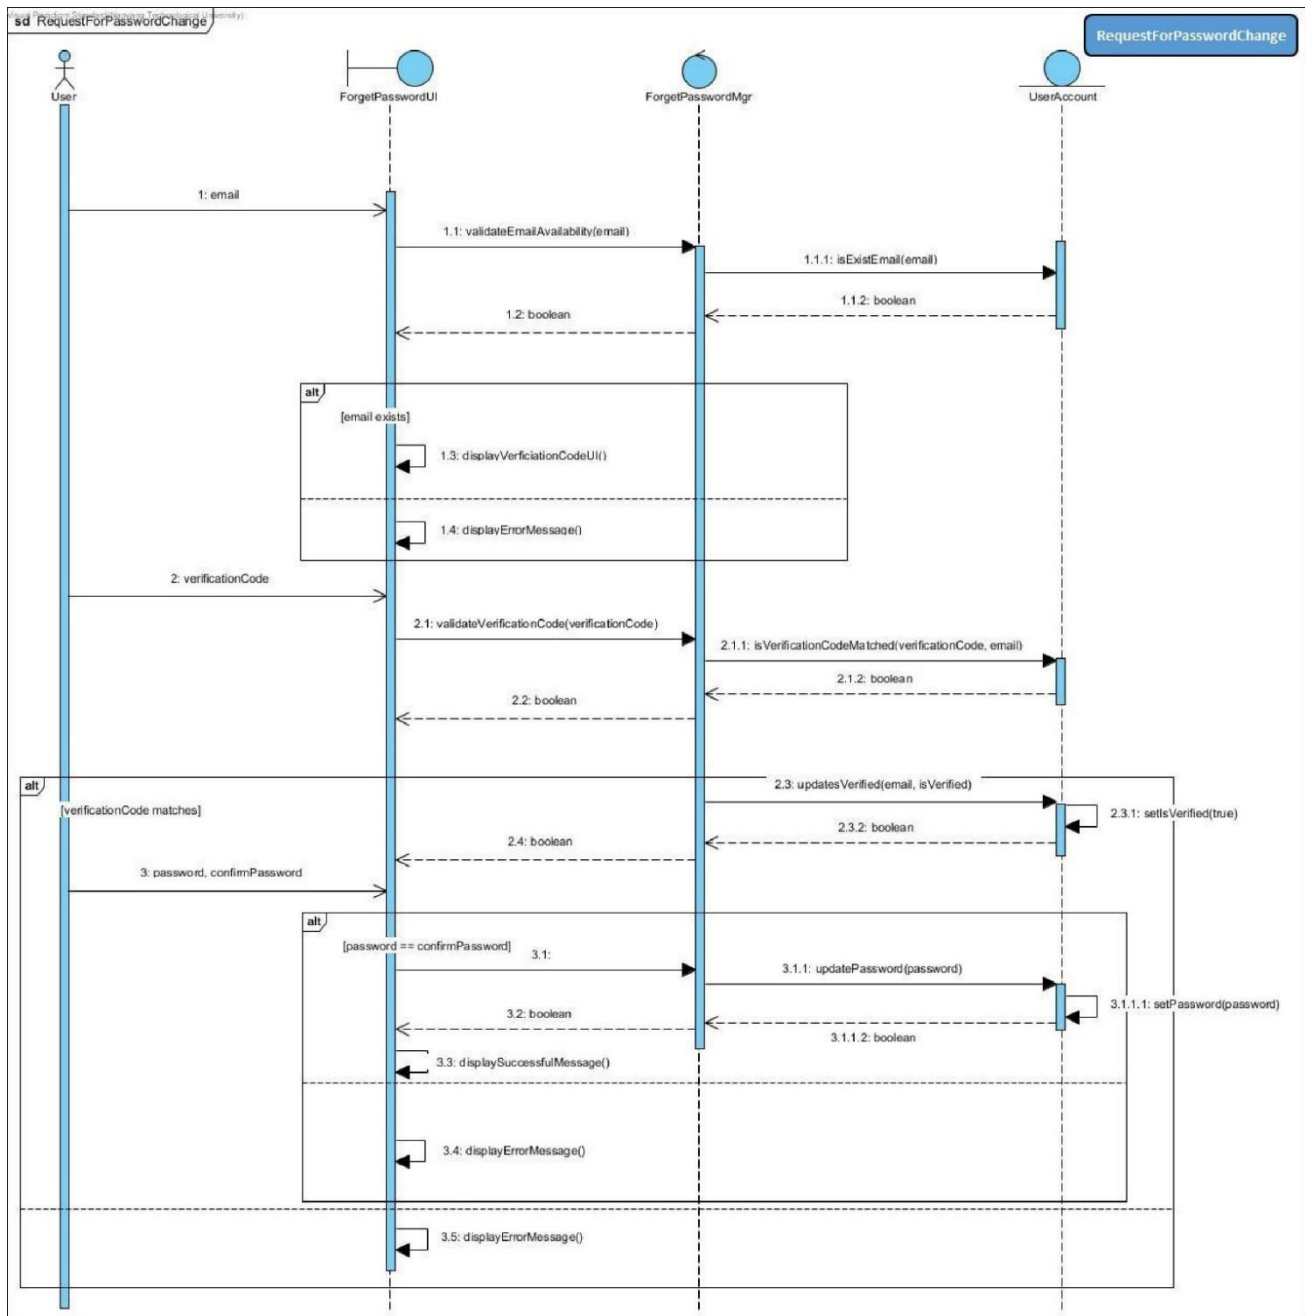 sd RequestForPasswordChange
RequestForPasswordChange
User
ForgetPasswordUI
ForgetPasswordMgr
UserAccount
1: email
1.1: validateEmailAvailability(email)
1.1.1: isExistEmail(email)
1.1.2: boolean
1.2: boolean
alt
[email exists]
1.3: displayVerficiationCodeUI()
1.4: displayErrorMessage()
2: verificationCode
2.1: validateVerificationCode(verificationCode)
2.1.1: isVerificationCodeMatched(verificationCode, email)
2.1.2: boolean
2.2: boolean
alt
2.3: updatesVerified(email, isVerified)
[verificationCode matches]
2.3.1: setIsVerified(true)
2.3.2: boolean
2.4: boolean
3: password, confirmPassword
alt
[password == confirmPassword]
3.1:
3.1.1: updatePassword(password)
3.1.1.1: setPassword(password)
3.2: boolean
3.1.1.2: boolean
3.3: displaySuccessfulMessage()
3.4: displayErrorMessage()
3.5: displayErrorMessage()